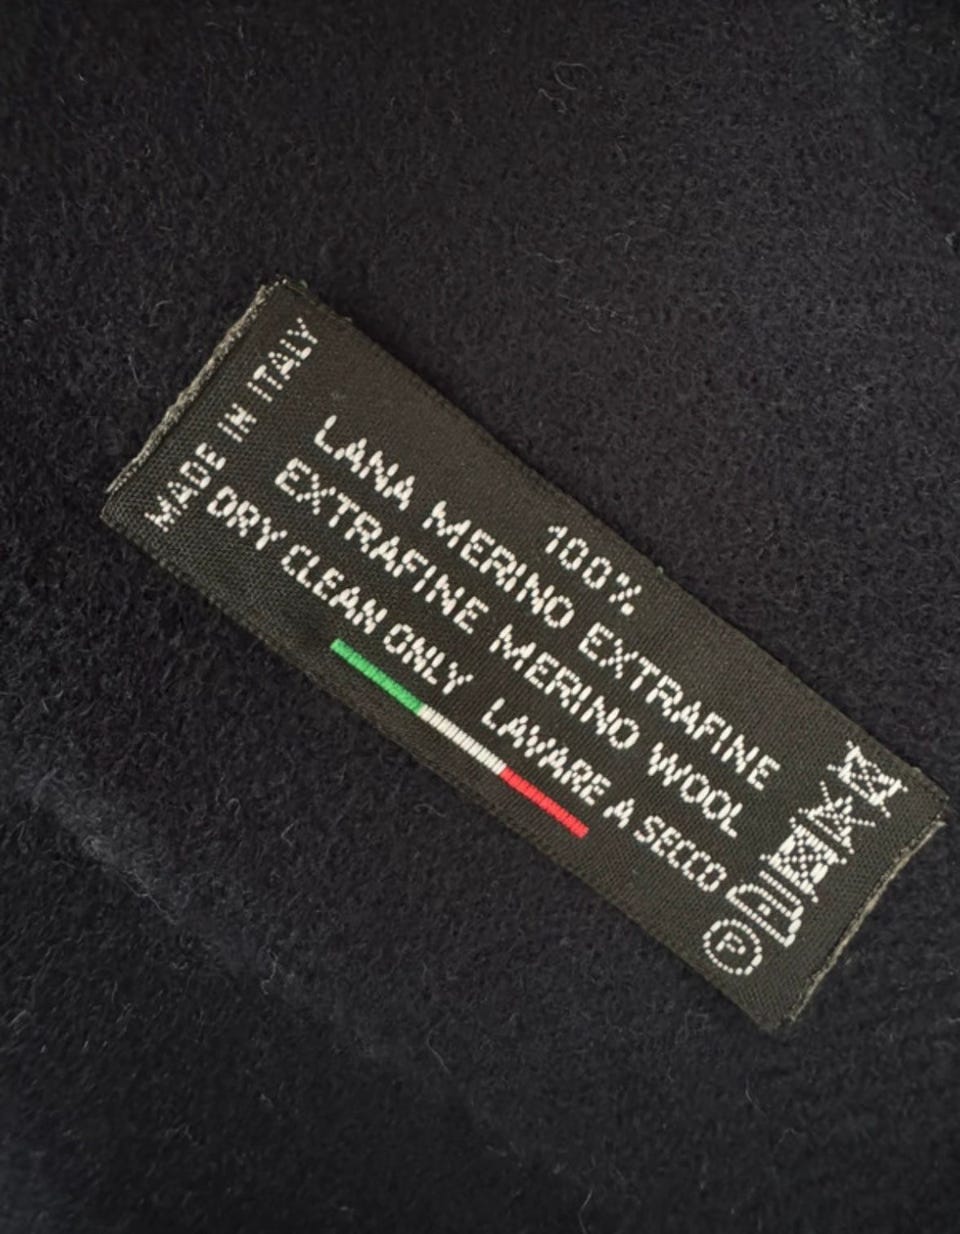 MADE IN ITALY
100%
LANA MERINO EXTRAFINE
EXTRAFINE MERINO WOOL
DRY CLEAN ONLY LAVARE A SECCO
P